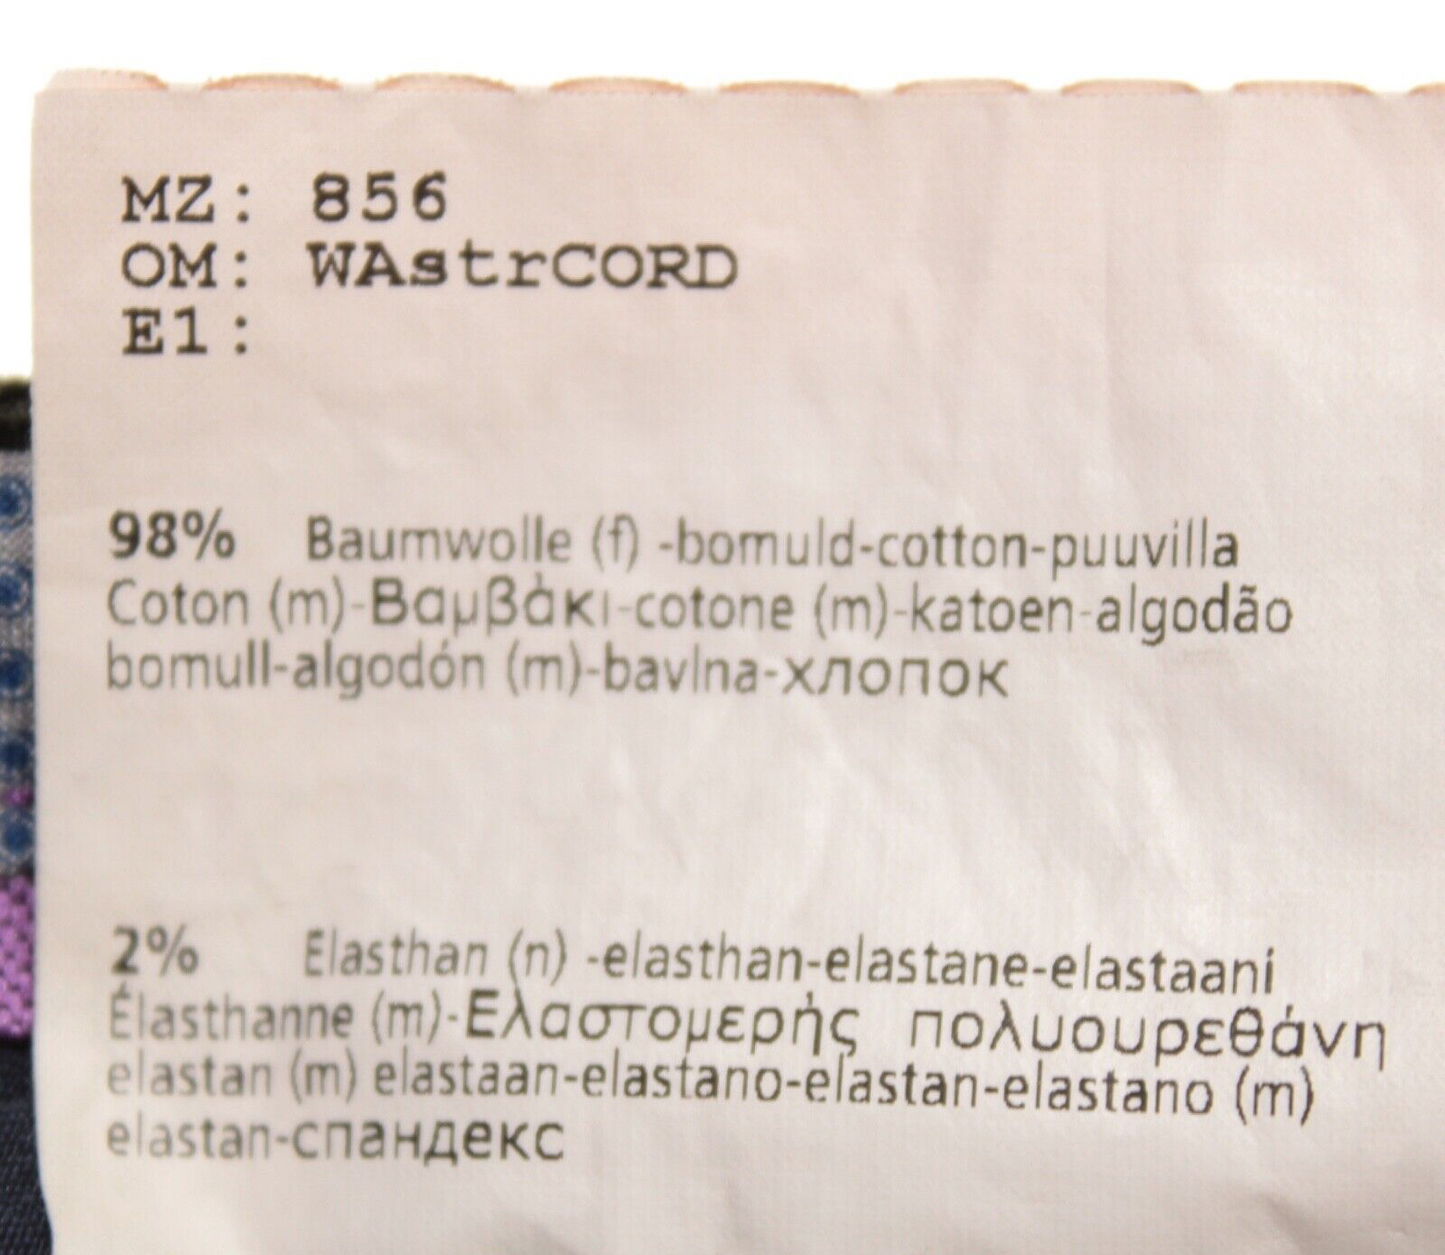 MZ: 856
OM: WAstrCORD
E1:
98% Baumwolle (f) -bomuld-cotton-puuvilla
Coton (m)-Βαμβάκι-cotone (m)-katoen-algodão
bomull-algodón (m)-bavlna-хлопок
2% Elasthan (n) -elasthan-elastane-elastaani
Élasthanne (m)-Ελαστομερής πολυουρεθάνη
elastan (m) elastaan-elastano-elastan-elastano (m)
elastan-спандекс